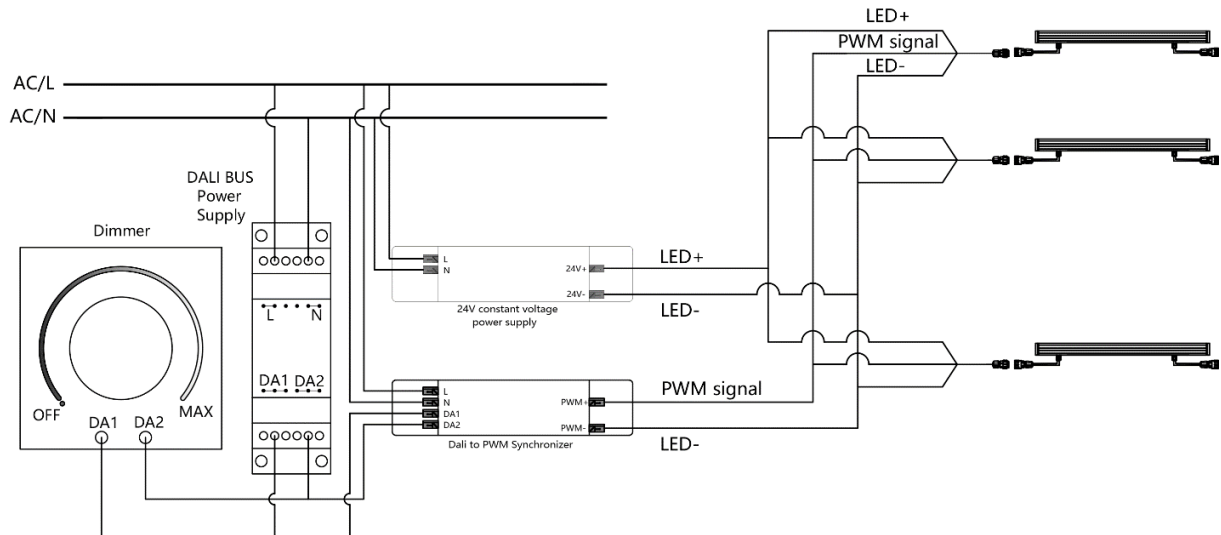 LED+
PWM signal
LED-
AC/L
AC/N
DALI BUS
Power
Supply
Dimmer
L
N
24V+
24V-
LED+
LED-
24V constant voltage
power supply
L N
DA1 DA2
OFF
MAX
DA1 DA2
L
N
DA1
DA2
PWM+
PWM-
PWM signal
LED-
Dali to PWM Synchronizer